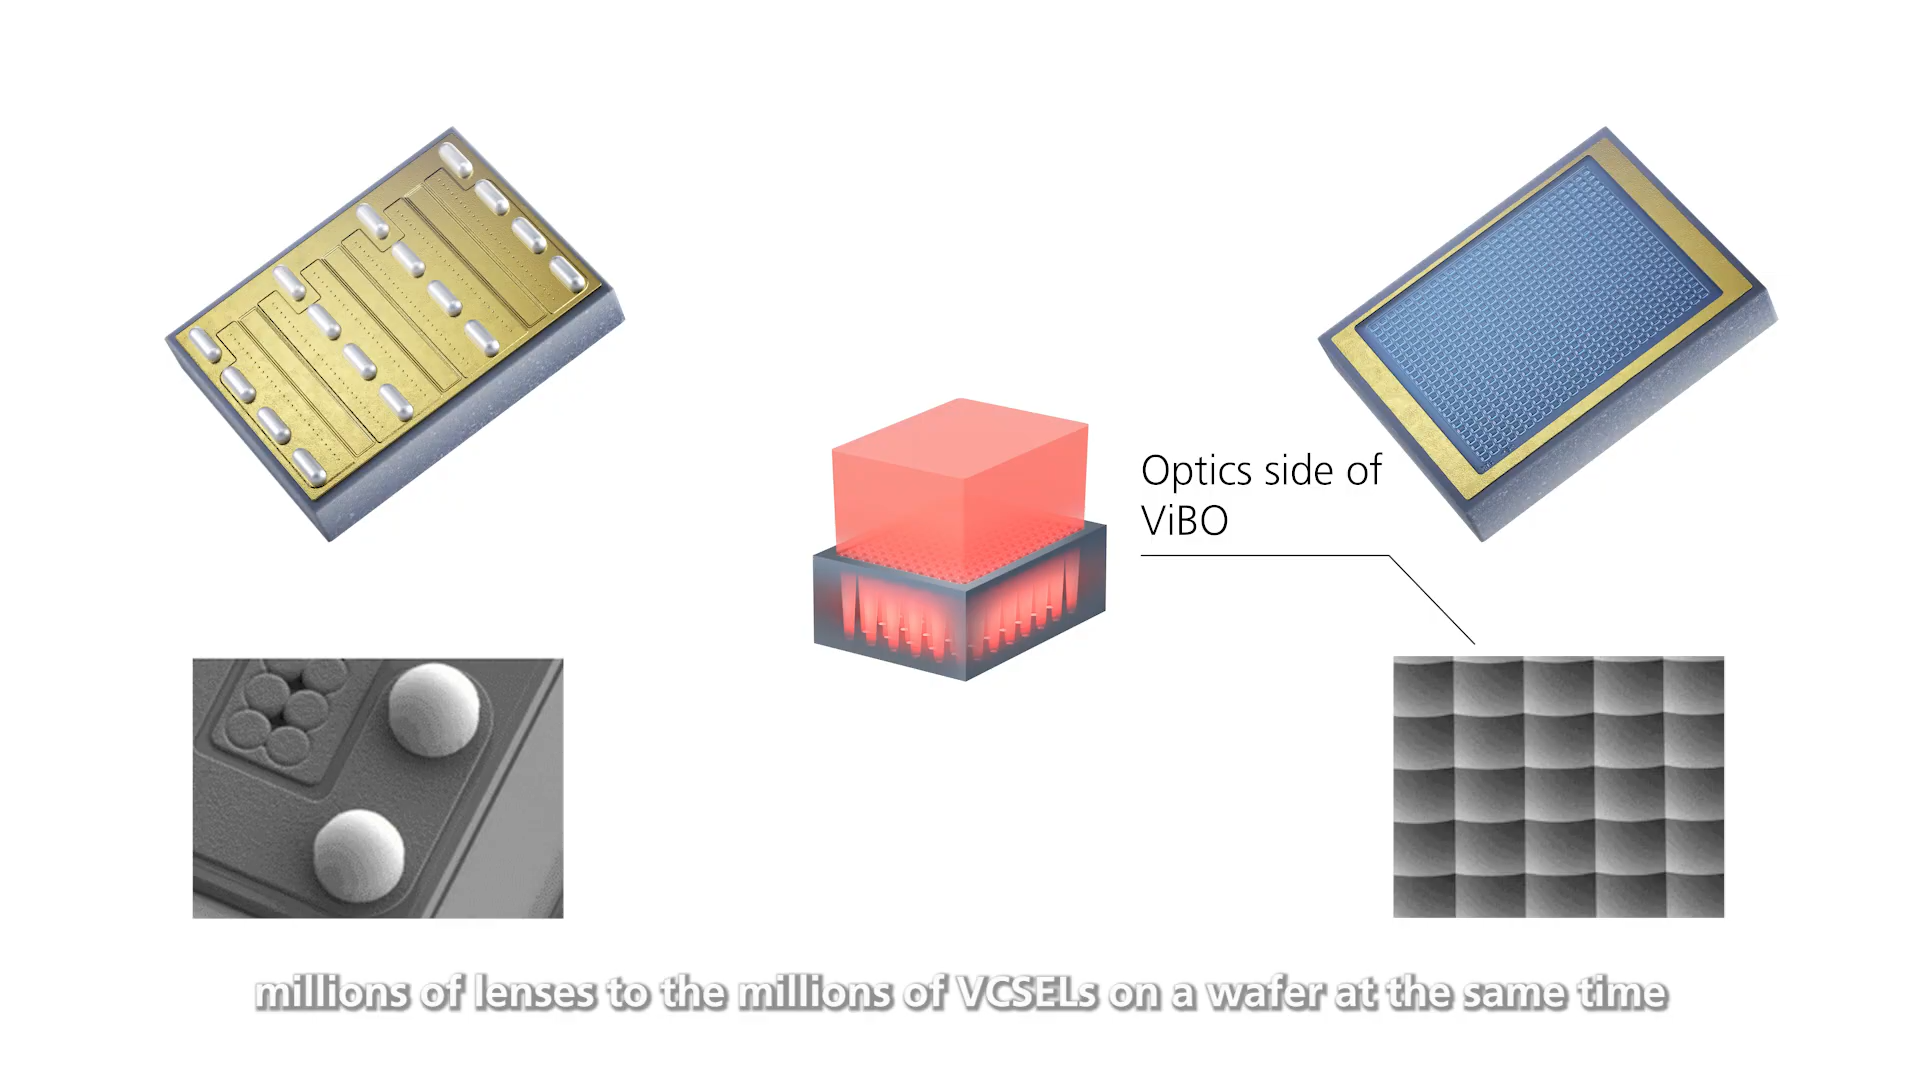 Optics side of
ViBO
millions of lenses to the millions of VCSELs on a wafer at the same time